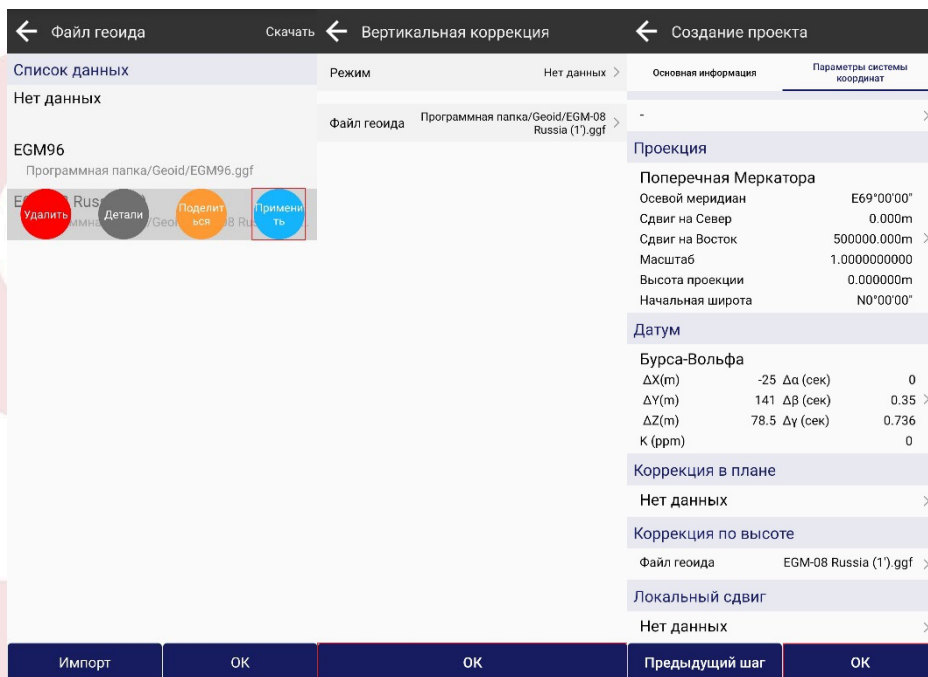 Файл геоида
Скачать
Список данных
Нет данных
EGM96
Программная папка/Geoid/EGM96.ggf
Удалить
Детали
Поделит
ься
Примени
ть
Импорт
OK
Вертикальная коррекция
Режим
Нет данных
Файл геоида
Программная папка/Geoid/EGM-08
Russia (1').ggf
OK
Создание проекта
Основная информация
Параметры системы
координат
-
Проекция
Поперечная Меркатора
Осевой меридиан E69°00'00"
Сдвиг на Север 0.000m
Сдвиг на Восток 500000.000m
Масштаб 1.0000000000
Высота проекции 0.000000m
Начальная широта N0°00'00"
Датум
Бурса-Вольфа
ΔX(m) -25 Δα (сек) 0
ΔY(m) 141 Δβ (сек) 0.35
ΔZ(m) 78.5 Δγ (сек) 0.736
K (ppm) 0
Коррекция в плане
Нет данных
Коррекция по высоте
Файл геоида EGM-08 Russia (1').ggf
Локальный сдвиг
Нет данных
Предыдущий шаг
OK